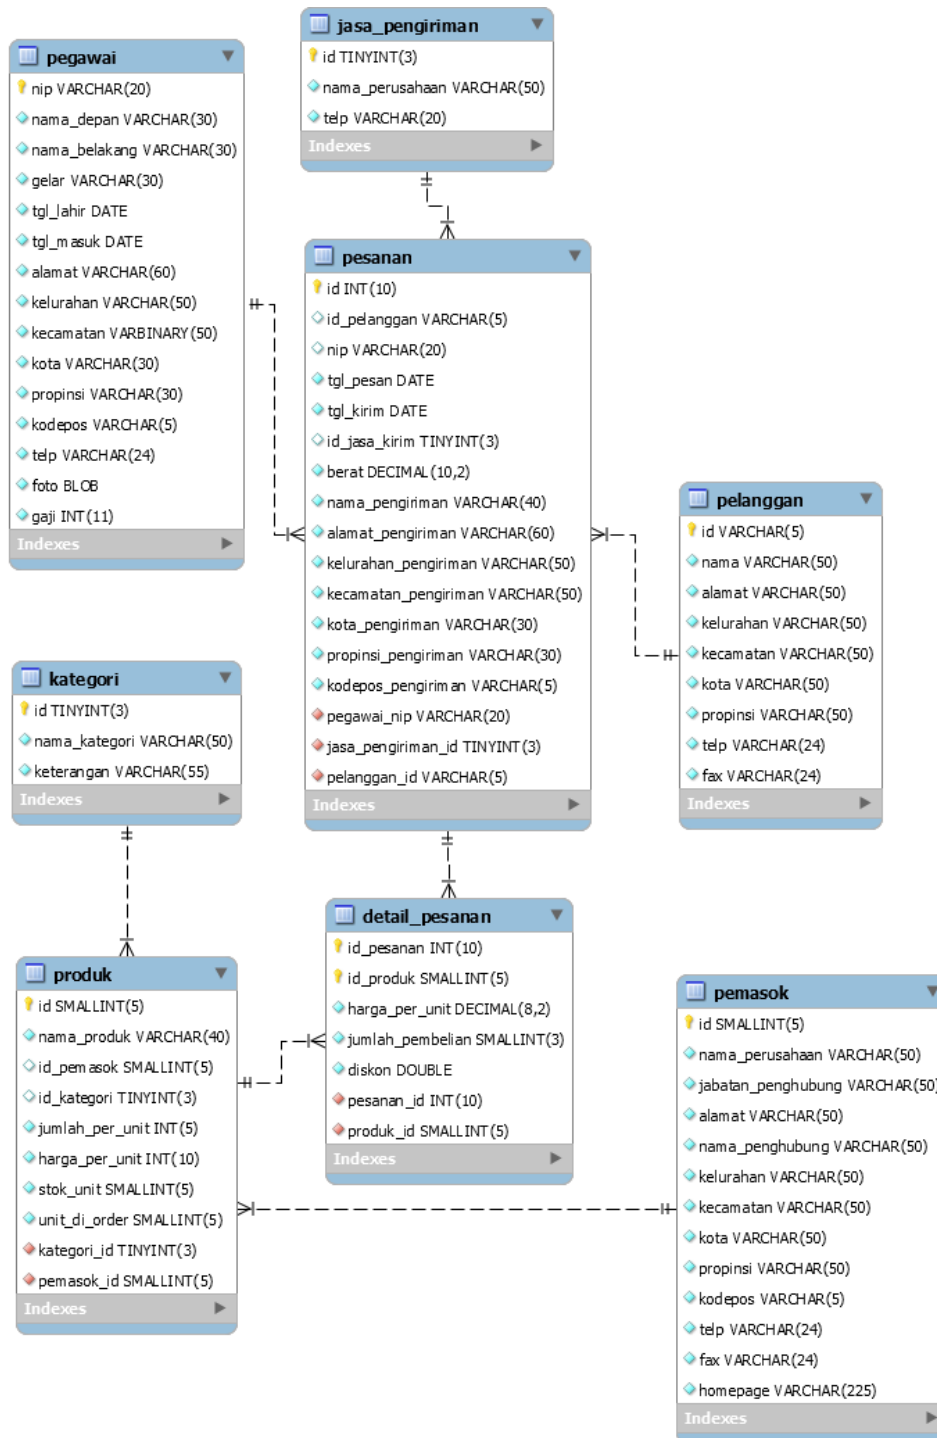 jasa_pengiriman
id TINYINT(3)
nama_perusahaan VARCHAR(50)
telp VARCHAR(20)
Indexes
pegawai
nip VARCHAR(20)
nama_depan VARCHAR(30)
nama_belakang VARCHAR(30)
gelar VARCHAR(30)
tgl_lahir DATE
tgl_masuk DATE
alamat VARCHAR(60)
kelurahan VARCHAR(50)
kecamatan VARBINARY(50)
kota VARCHAR(30)
propinsi VARCHAR(30)
kodepos VARCHAR(5)
telp VARCHAR(24)
foto BLOB
gaji INT(11)
Indexes
pesanan
id INT(10)
id_pelanggan VARCHAR(5)
nip VARCHAR(20)
tgl_pesan DATE
tgl_kirim DATE
id_jasa_kirim TINYINT(3)
berat DECIMAL(10,2)
nama_pengiriman VARCHAR(40)
alamat_pengiriman VARCHAR(60)
kelurahan_pengiriman VARCHAR(50)
kecamatan_pengiriman VARCHAR(50)
kota_pengiriman VARCHAR(30)
propinsi_pengiriman VARCHAR(30)
kodepos_pengiriman VARCHAR(5)
pegawai_nip VARCHAR(20)
jasa_pengiriman_id TINYINT(3)
pelanggan_id VARCHAR(5)
Indexes
pelanggan
id VARCHAR(5)
nama VARCHAR(50)
alamat VARCHAR(50)
kelurahan VARCHAR(50)
kecamatan VARCHAR(50)
kota VARCHAR(50)
propinsi VARCHAR(50)
telp VARCHAR(24)
fax VARCHAR(24)
Indexes
kategori
id TINYINT(3)
nama_kategori VARCHAR(50)
keterangan VARCHAR(55)
Indexes
detail_pesanan
id_pesanan INT(10)
id_produk SMALLINT(5)
harga_per_unit DECIMAL(8,2)
jumlah_pembelian SMALLINT(3)
diskon DOUBLE
pesanan_id INT(10)
produk_id SMALLINT(5)
Indexes
produk
id SMALLINT(5)
nama_produk VARCHAR(40)
id_pemasok SMALLINT(5)
id_kategori TINYINT(3)
jumlah_per_unit INT(5)
harga_per_unit INT(10)
stok_unit SMALLINT(5)
unit_di_order SMALLINT(5)
kategori_id TINYINT(3)
pemasok_id SMALLINT(5)
Indexes
pemasok
id SMALLINT(5)
nama_perusahaan VARCHAR(50)
jabatan_penghubung VARCHAR(50)
alamat VARCHAR(50)
nama_penghubung VARCHAR(50)
kelurahan VARCHAR(50)
kecamatan VARCHAR(50)
kota VARCHAR(50)
propinsi VARCHAR(50)
kodepos VARCHAR(5)
telp VARCHAR(24)
fax VARCHAR(24)
homepage VARCHAR(225)
Indexes